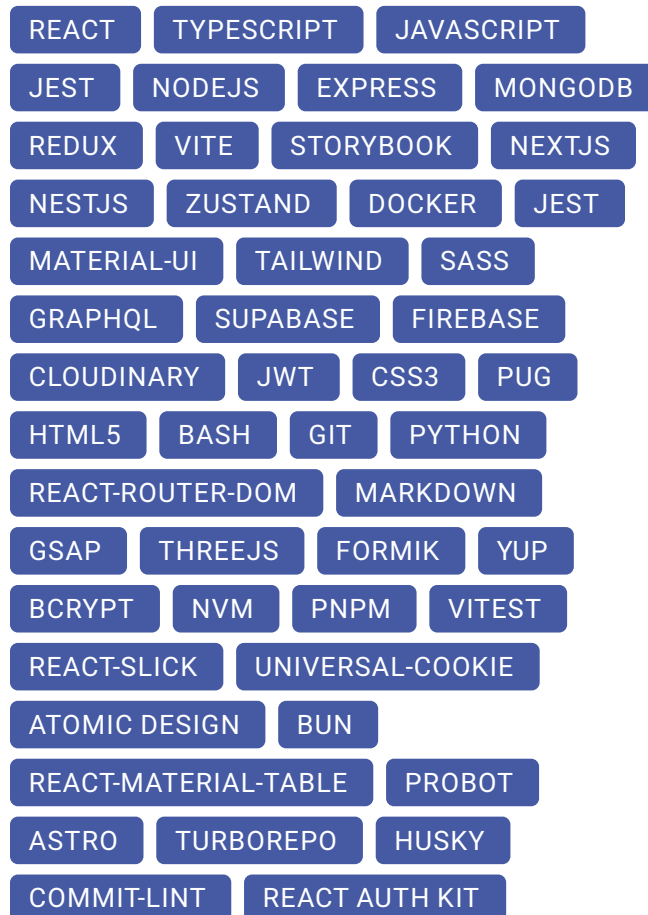 REACT TYPESCRIPT JAVASCRIPT
JEST NODEJS EXPRESS MONGODB
REDUX VITE STORYBOOK NEXTJS
NESTJS ZUSTAND DOCKER JEST
MATERIAL-UI TAILWIND SASS
GRAPHQL SUPABASE FIREBASE
CLOUDINARY JWT CSS3 PUG
HTML5 BASH GIT PYTHON
REACT-ROUTER-DOM MARKDOWN
GSAP THREEJS FORMIK YUP
BCRYPT NVM PNPM VITEST
REACT-SLICK UNIVERSAL-COOKIE
ATOMIC DESIGN BUN
REACT-MATERIAL-TABLE PROBOT
ASTRO TURBOREPO HUSKY
COMMIT-LINT REACT AUTH KIT